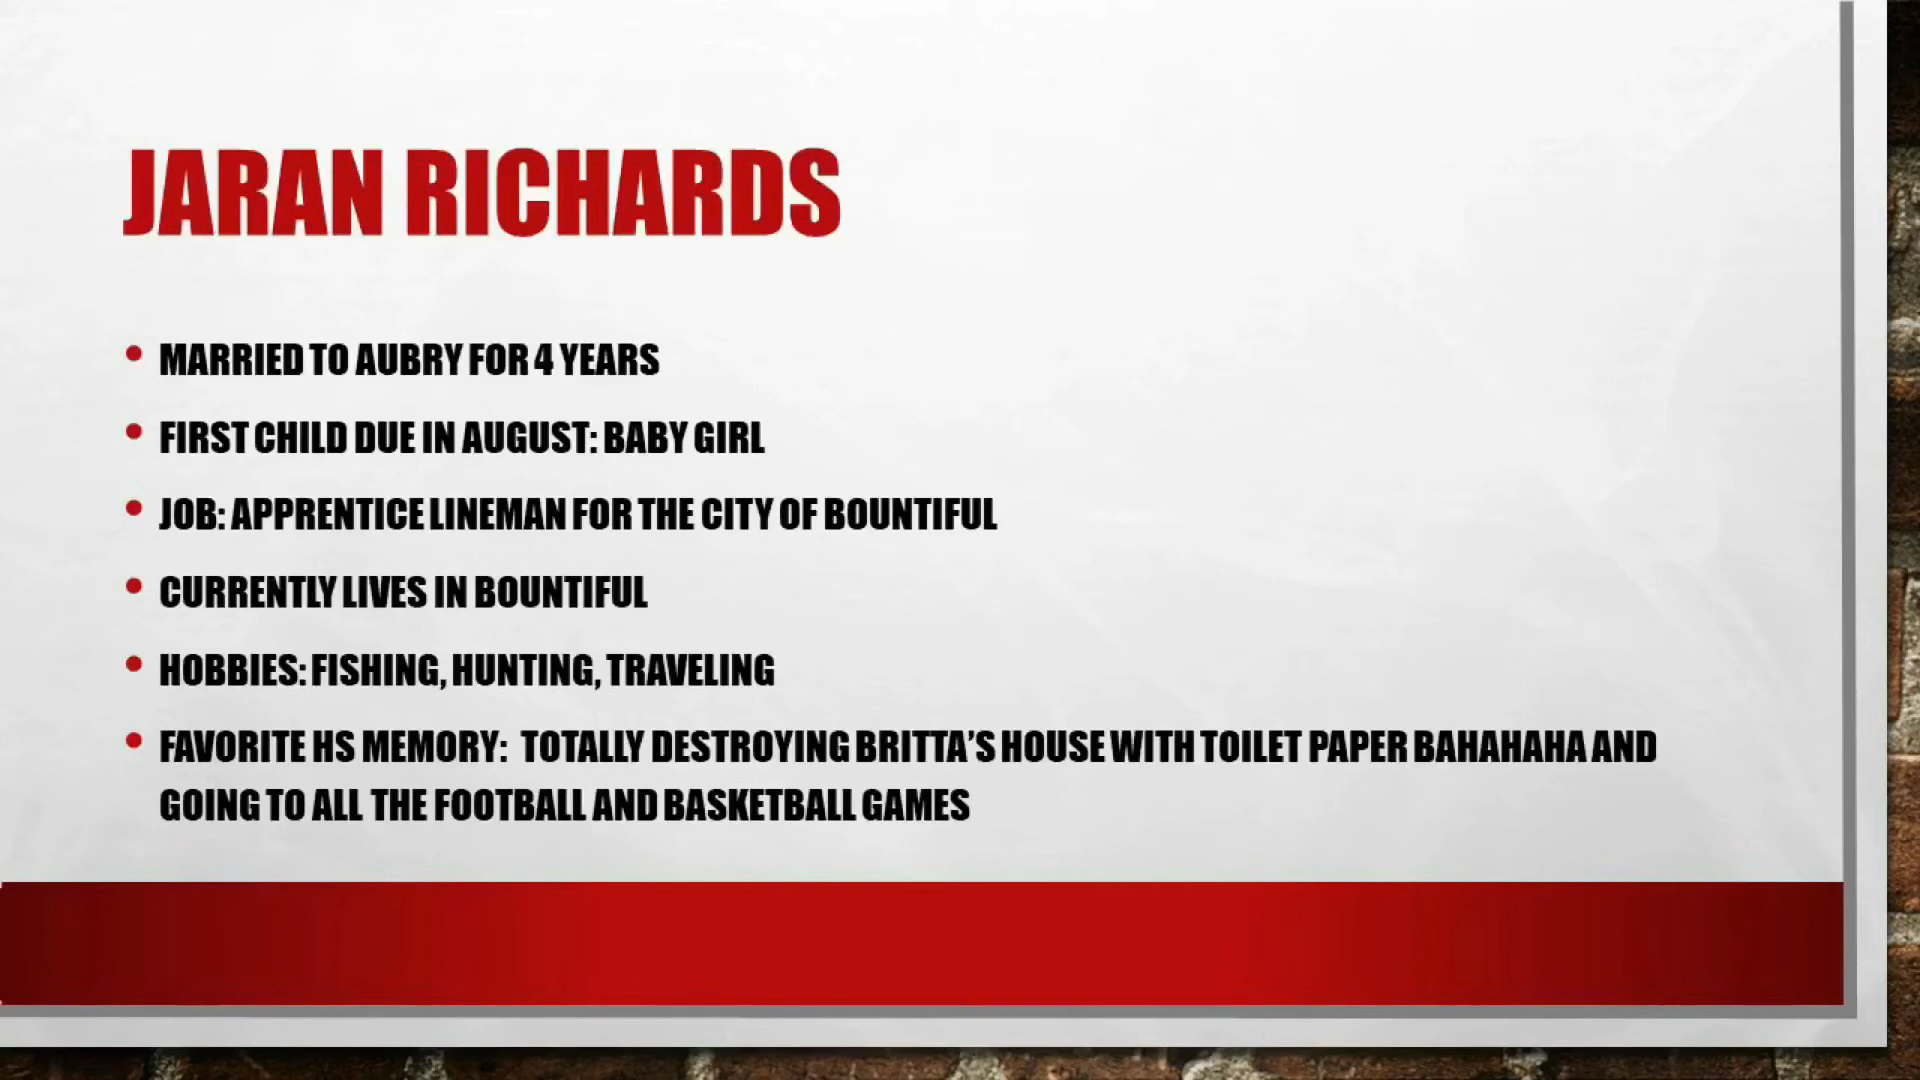 JARAN RICHARDS
• MARRIED TO AUBRY FOR 4 YEARS
• FIRST CHILD DUE IN AUGUST: BABY GIRL
• JOB: APPRENTICE LINEMAN FOR THE CITY OF BOUNTIFUL
• CURRENTLY LIVES IN BOUNTIFUL
• HOBBIES: FISHING, HUNTING, TRAVELING
• FAVORITE HS MEMORY: TOTALLY DESTROYING BRITTA’S HOUSE WITH TOILET PAPER BAHAHAHA AND
GOING TO ALL THE FOOTBALL AND BASKETBALL GAMES